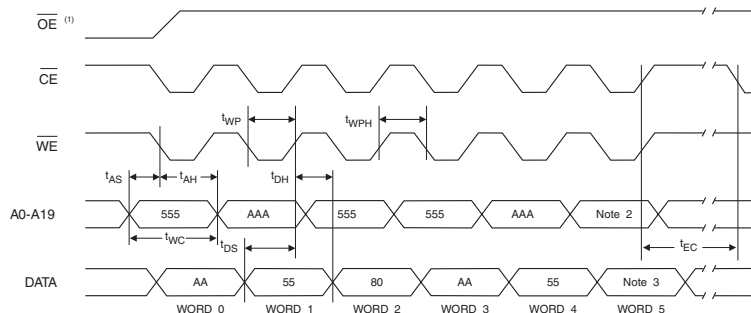 OE (1)
CE
tWP
tWPH
WE
tAS
tAH
tDH
A0-A19
555
AAA
555
555
AAA
Note 2
tWC
tDS
tEC
DATA
AA
55
80
AA
55
Note 3
WORD 0
WORD 1
WORD 2
WORD 3
WORD 4
WORD 5